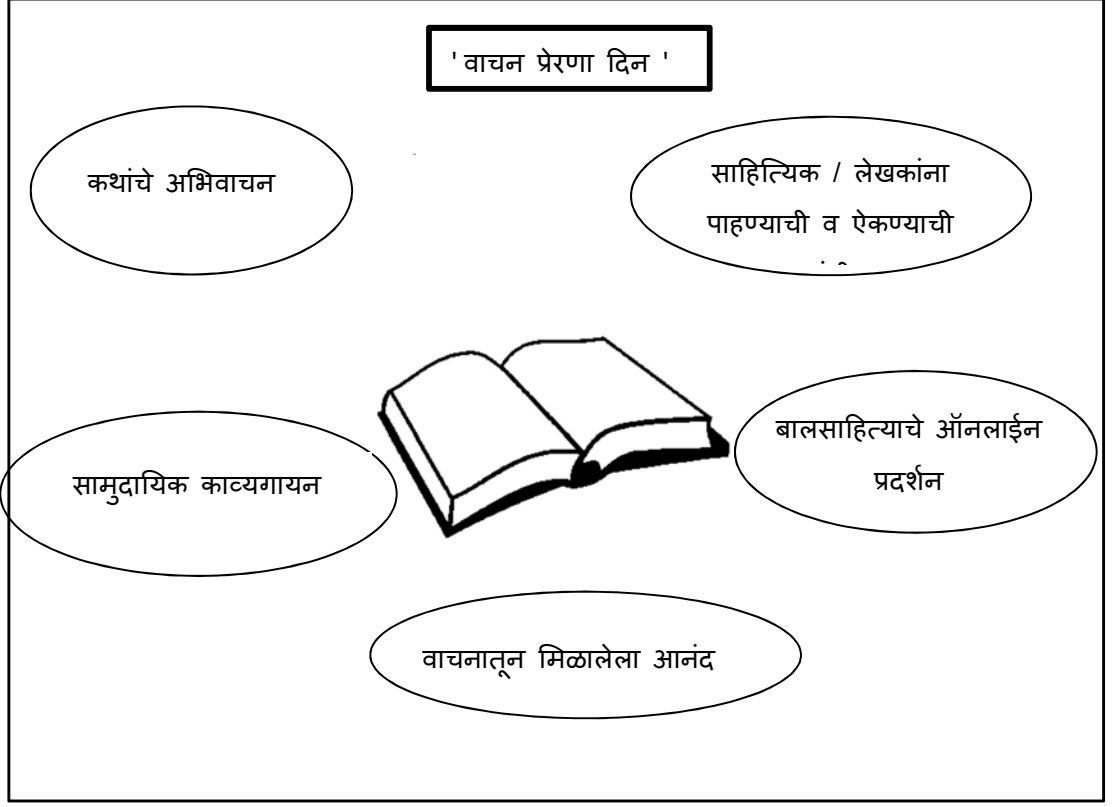 ' वाचन प्रेरणा दिन '
कथांचे अभिवाचन
साहित्यिक / लेखकांना
पाहण्याची व ऐकण्याची
बालसाहित्याचे ऑनलाईन
प्रदर्शन
सामुदायिक काव्यगायन
वाचनातून मिळालेला आनंद